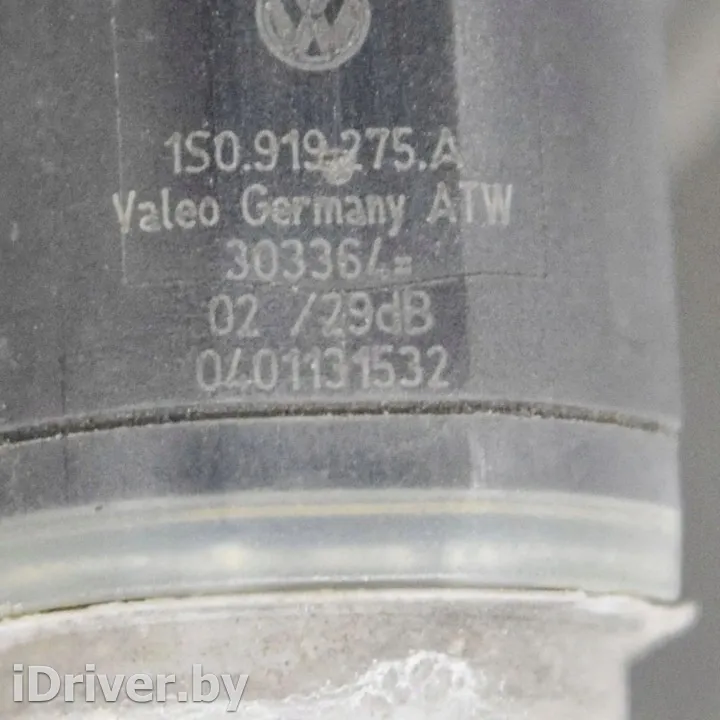 1S0.919.275.A
Valeo Germany ATW
303364=
02 /29dB
0401131532
iDriver.by